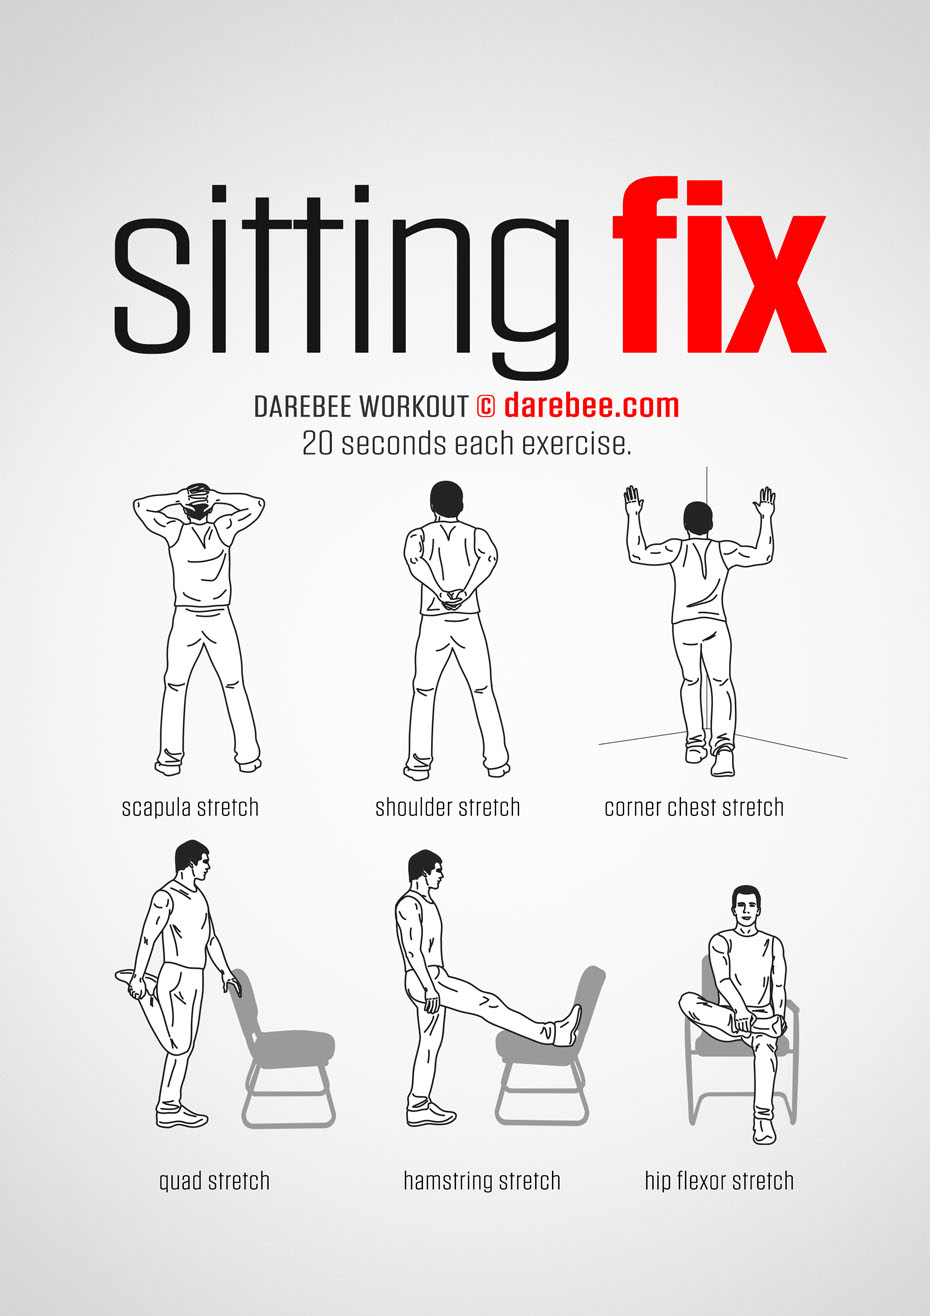 sitting fix
DAREBEE WORKOUT © darebee.com
20 seconds each exercise.
scapula stretch
shoulder stretch
corner chest stretch
quad stretch
hamstring stretch
hip flexor stretch